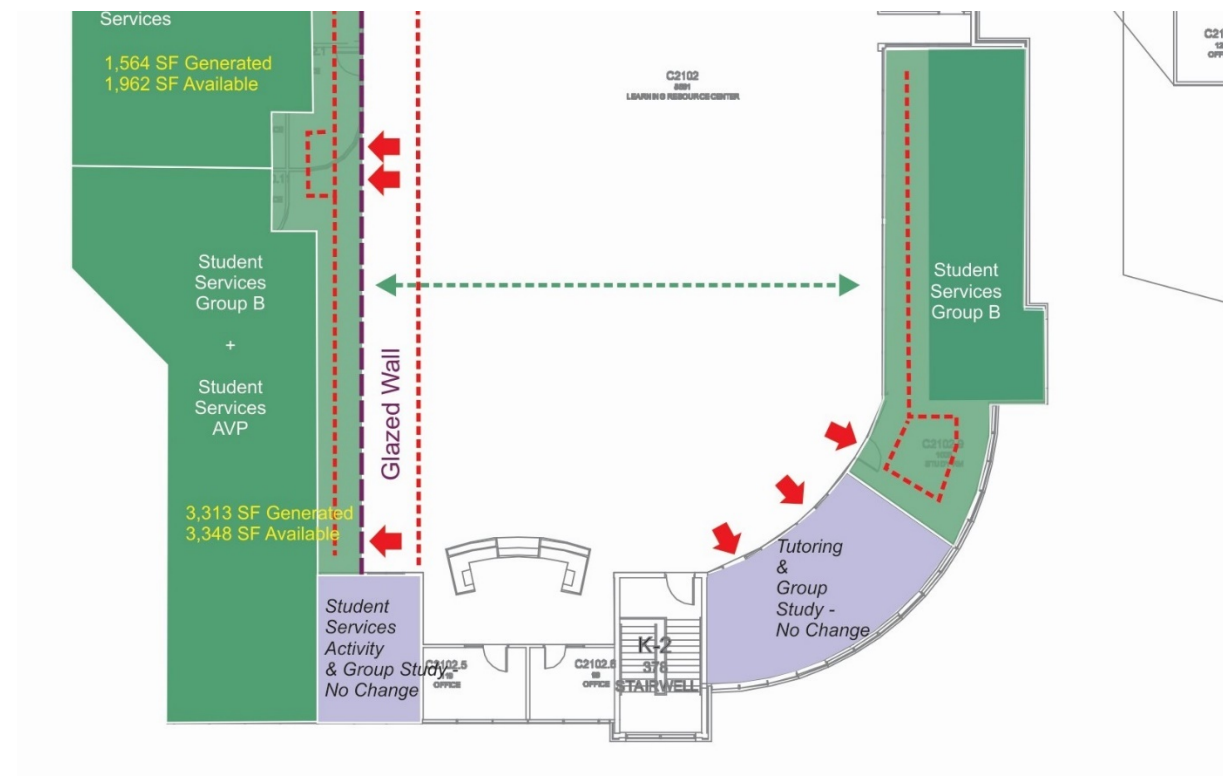 Services
1,564 SF Generated
1,962 SF Available
C2102
LEARNING RESOURCE CENTER
Student
Services
Group B
+
Student
Services
AVP
3,313 SF Generated
3,348 SF Available
Glazed Wall
Student
Services
Group B
Tutoring
&
Group
Study -
No Change
Student
Services
Activity
& Group Study -
No Change
C2102.5
OFFICE
C2102.6
OFFICE
K-2
378
STAIRWELL